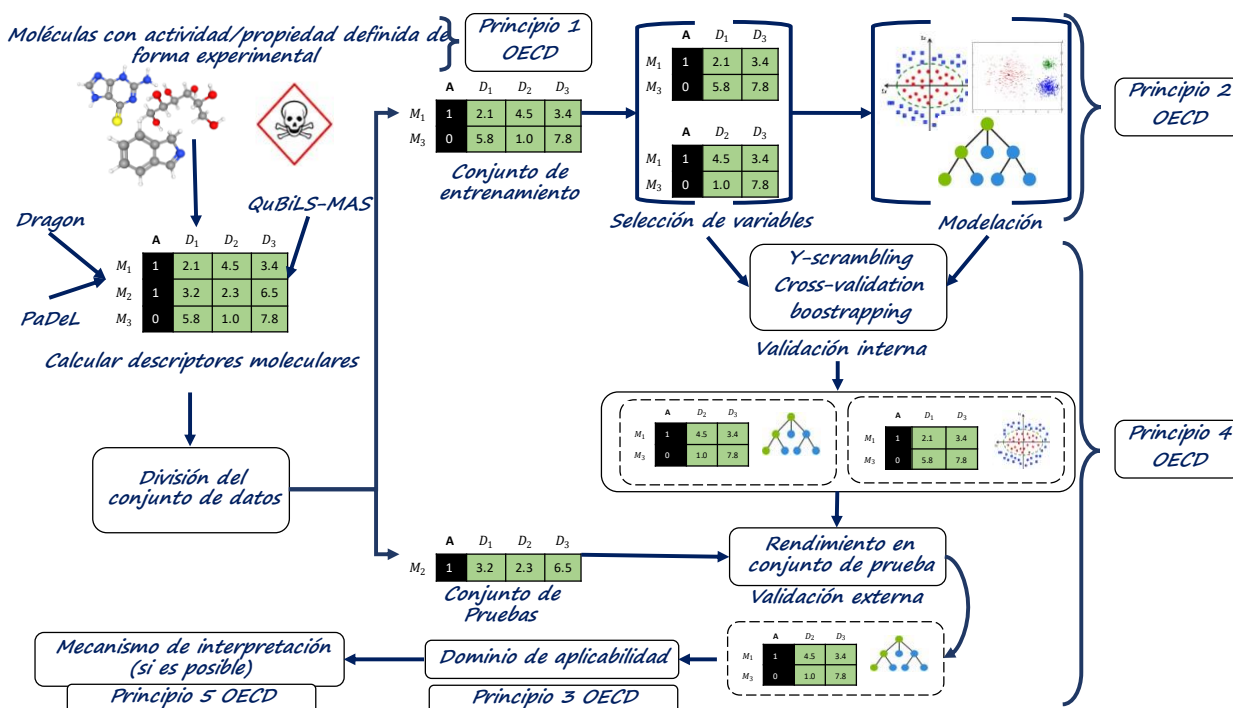 Moléculas con actividad/propiedad definida de
forma experimental
Principio 1
OECD
Dragon
PaDeL
QuBiLS-MAS
A D₁ D₂ D₃
M₁ 1 2.1 4.5 3.4
M₂ 1 3.2 2.3 6.5
M₃ 0 5.8 1.0 7.8
Calcular descriptores moleculares
División del
conjunto de datos
A D₁ D₂ D₃
M₁ 1 2.1 4.5 3.4
M₃ 0 5.8 1.0 7.8
Conjunto de
entrenamiento
A D₁ D₃
M₁ 1 2.1 3.4
M₃ 0 5.8 7.8
A D₂ D₃
M₁ 1 4.5 3.4
M₃ 0 1.0 7.8
Selección de variables
Modelación
Principio 2
OECD
Y-scrambling
Cross-validation
boostrapping
Validación interna
A D₂ D₃
M₁ 1 4.5 3.4
M₃ 0 1.0 7.8
A D₁ D₃
M₁ 1 2.1 3.4
M₃ 0 5.8 7.8
Principio 4
OECD
A D₁ D₂ D₃
M₂ 1 3.2 2.3 6.5
Conjunto de
Pruebas
Rendimiento en
conjunto de prueba
Validación externa
A D₂ D₃
M₁ 1 4.5 3.4
M₃ 0 1.0 7.8
Dominio de aplicabilidad
Principio 3 OECD
Mecanismo de interpretación
(si es posible)
Principio 5 OECD